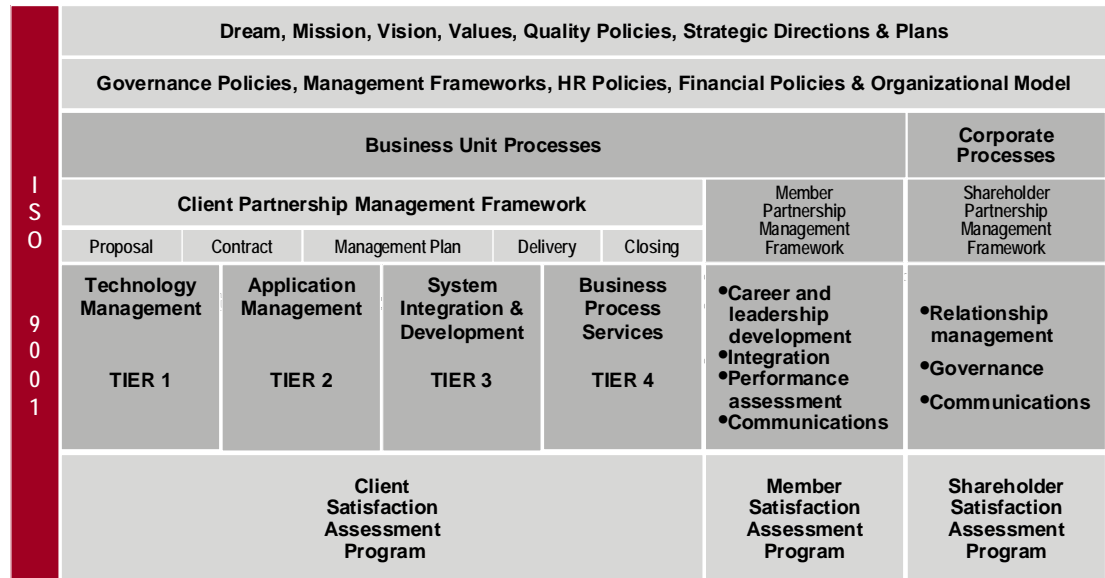 Dream, Mission, Vision, Values, Quality Policies, Strategic Directions & Plans
Governance Policies, Management Frameworks, HR Policies, Financial Policies & Organizational Model
I
S
O
9
0
0
1
Business Unit Processes
Corporate
Processes
Client Partnership Management Framework
Member
Partnership
Management
Framework
Shareholder
Partnership
Management
Framework
Proposal
Contract
Management Plan
Delivery
Closing
Technology
Management
TIER 1
Application
Management
TIER 2
System
Integration &
Development
TIER 3
Business
Process
Services
TIER 4
•Career and
leadership
development
•Integration
•Performance
assessment
•Communications
•Relationship
management
•Governance
•Communications
Client
Satisfaction
Assessment
Program
Member
Satisfaction
Assessment
Program
Shareholder
Satisfaction
Assessment
Program